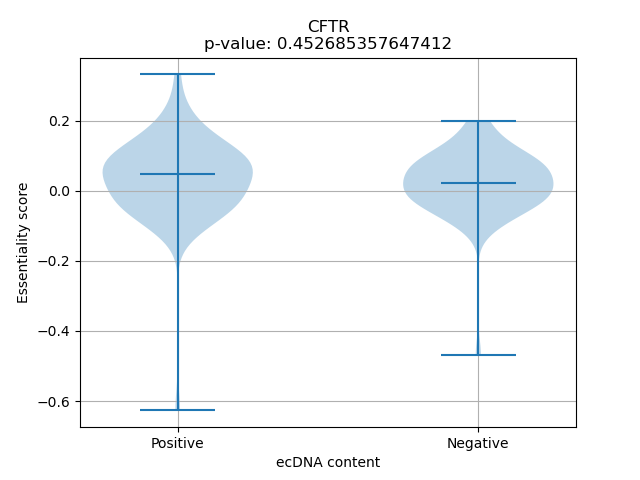 CFTR
p-value: 0.452685357647412
Essentiality score
0.2
0.0
−0.2
−0.4
−0.6
Positive
Negative
ecDNA content